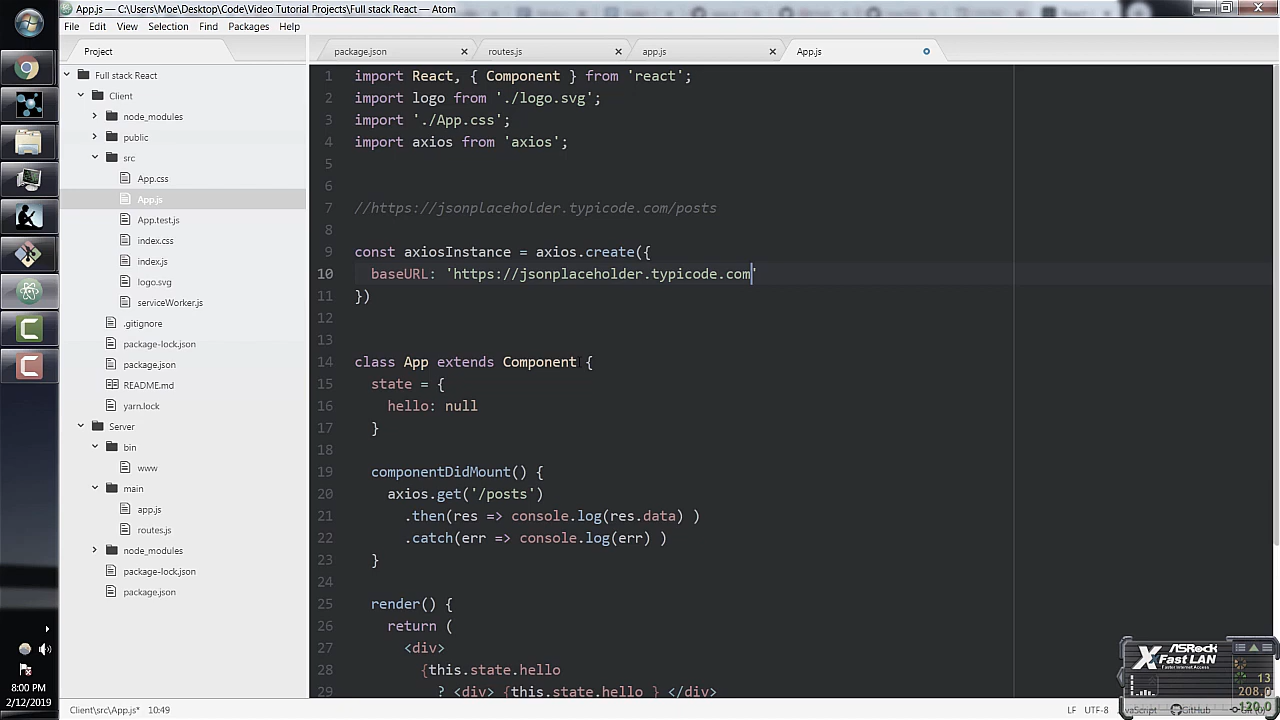 App.js — C:\Users\Moe\Desktop\Code\Video Tutorial Projects\Full stack React — Atom
File Edit View Selection Find Packages Help
Project
package.json
routes.js
app.js
App.js
Full stack React
Client
node_modules
public
src
App.css
App.js
App.test.js
index.css
index.js
logo.svg
serviceWorker.js
.gitignore
package-lock.json
package.json
README.md
yarn.lock
Server
bin
www
main
app.js
routes.js
node_modules
package-lock.json
package.json
1 import React, { Component } from 'react';
2 import logo from './logo.svg';
3 import './App.css';
4 import axios from 'axios';
5
6
7 //https://jsonplaceholder.typicode.com/posts
8
9 const axiosInstance = axios.create({
10 baseURL: 'https://jsonplaceholder.typicode.com'
11 })
12
13
14 class App extends Component {
15 state = {
16 hello: null
17 }
18
19 componentDidMount() {
20 axios.get('/posts')
21 .then(res => console.log(res.data) )
22 .catch(err => console.log(err) )
23 }
24
25 render() {
26 return (
27 <div>
28 {this.state.hello
29 ? <div> {this.state.hello } </div>
Client\src\App.js* 10:49
LF UTF-8 JavaScript GitHub
8:00 PM
2/12/2019
ASRock
XFast LAN
Faster Internet Access
13
208.0
120.0